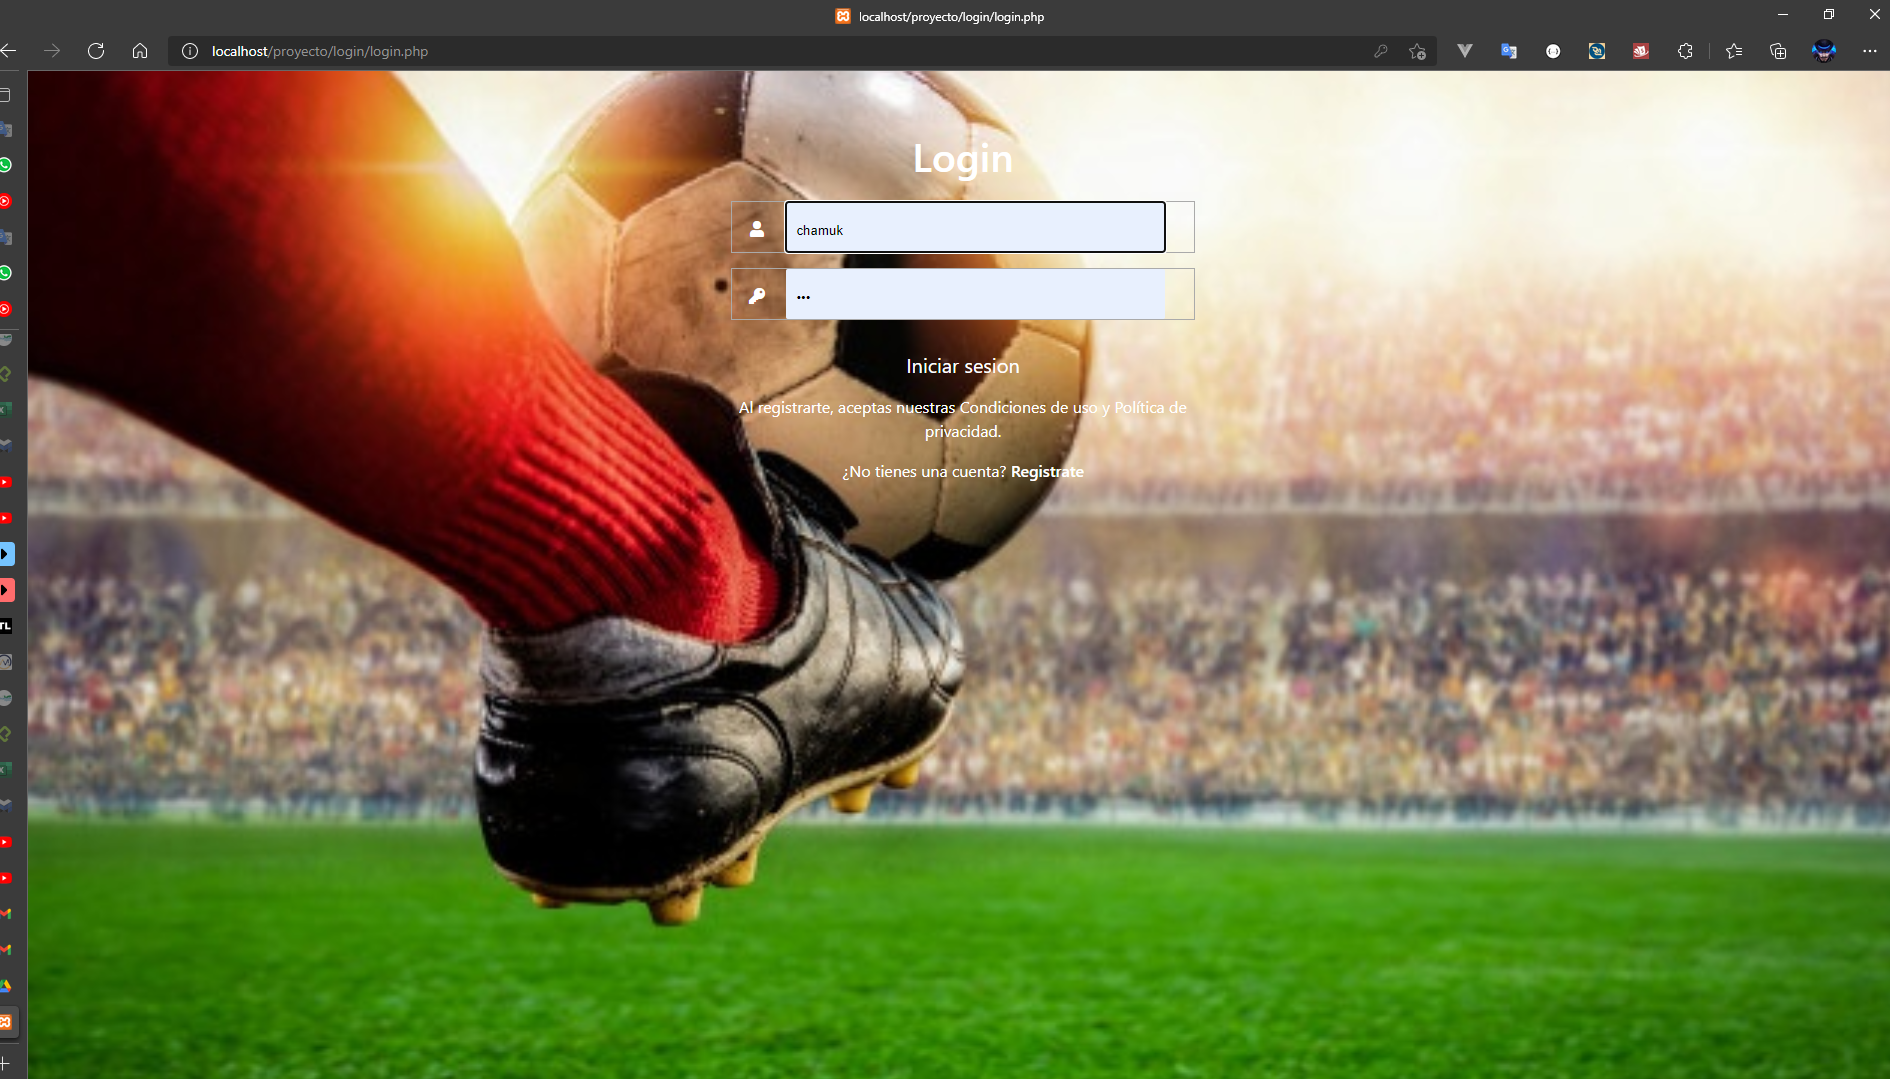 localhost/proyecto/login/login.php
localhost/proyecto/login/login.php
Login
chamuk
•••
Iniciar sesion
Al registrarte, aceptas nuestras Condiciones de uso y Política de
privacidad.
¿No tienes una cuenta? Registrate
TL